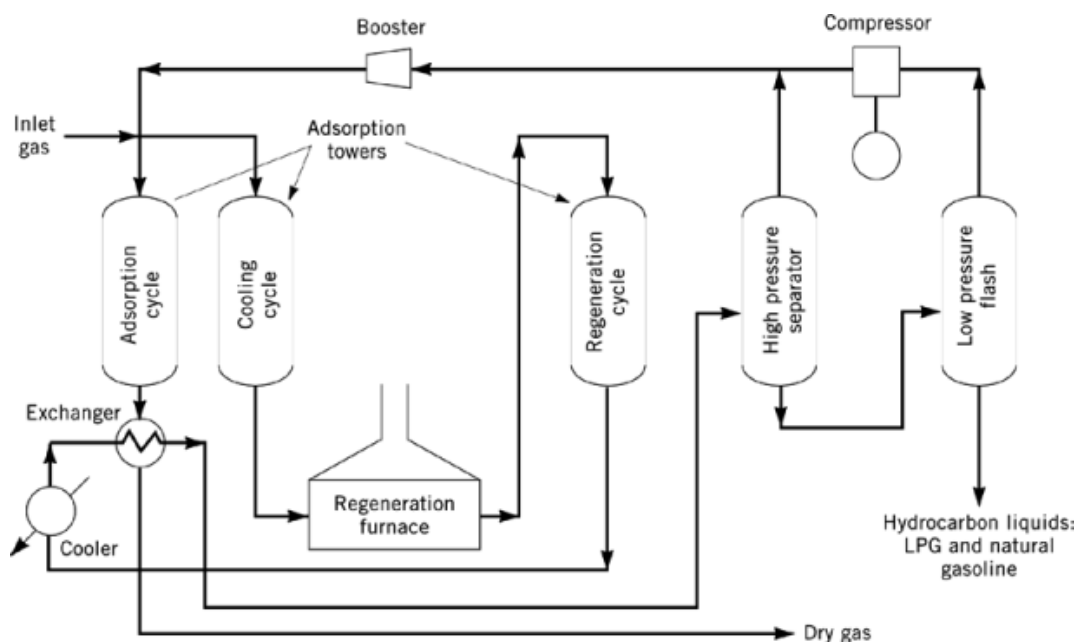 Booster
Compressor
Inlet
gas
Adsorption
towers
Adsorption
cycle
Cooling
cycle
Regeneration
cycle
High pressure
separator
Low pressure
flash
Exchanger
Regeneration
furnace
Cooler
Hydrocarbon liquids:
LPG and natural
gasoline
Dry gas